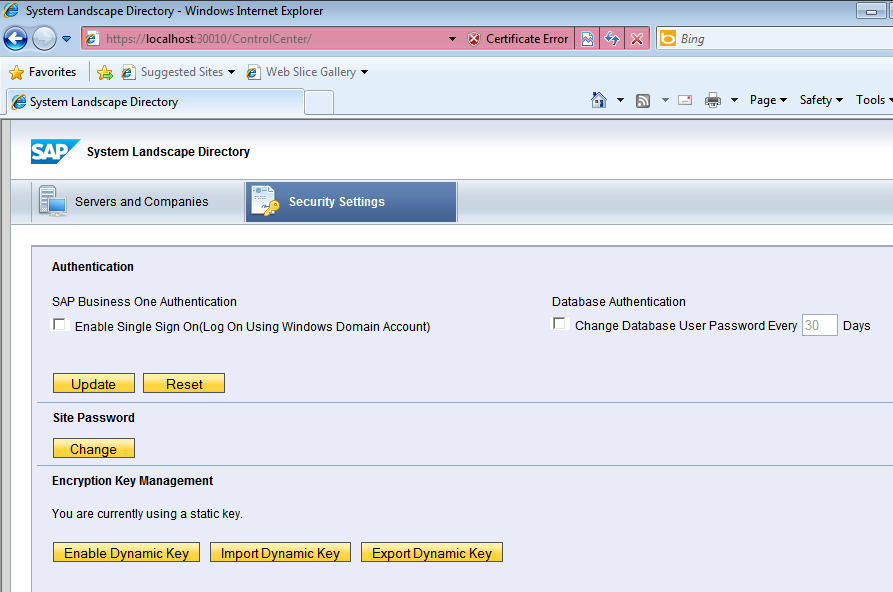 System Landscape Directory - Windows Internet Explorer
https://localhost:30010/ControlCenter/
Certificate Error
Bing
Favorites
Suggested Sites
Web Slice Gallery
System Landscape Directory
Page
Safety
Tools
SAP
System Landscape Directory
Servers and Companies
Security Settings
Authentication
SAP Business One Authentication
Database Authentication
Enable Single Sign On(Log On Using Windows Domain Account)
Change Database User Password Every 30 Days
Update
Reset
Site Password
Change
Encryption Key Management
You are currently using a static key.
Enable Dynamic Key
Import Dynamic Key
Export Dynamic Key